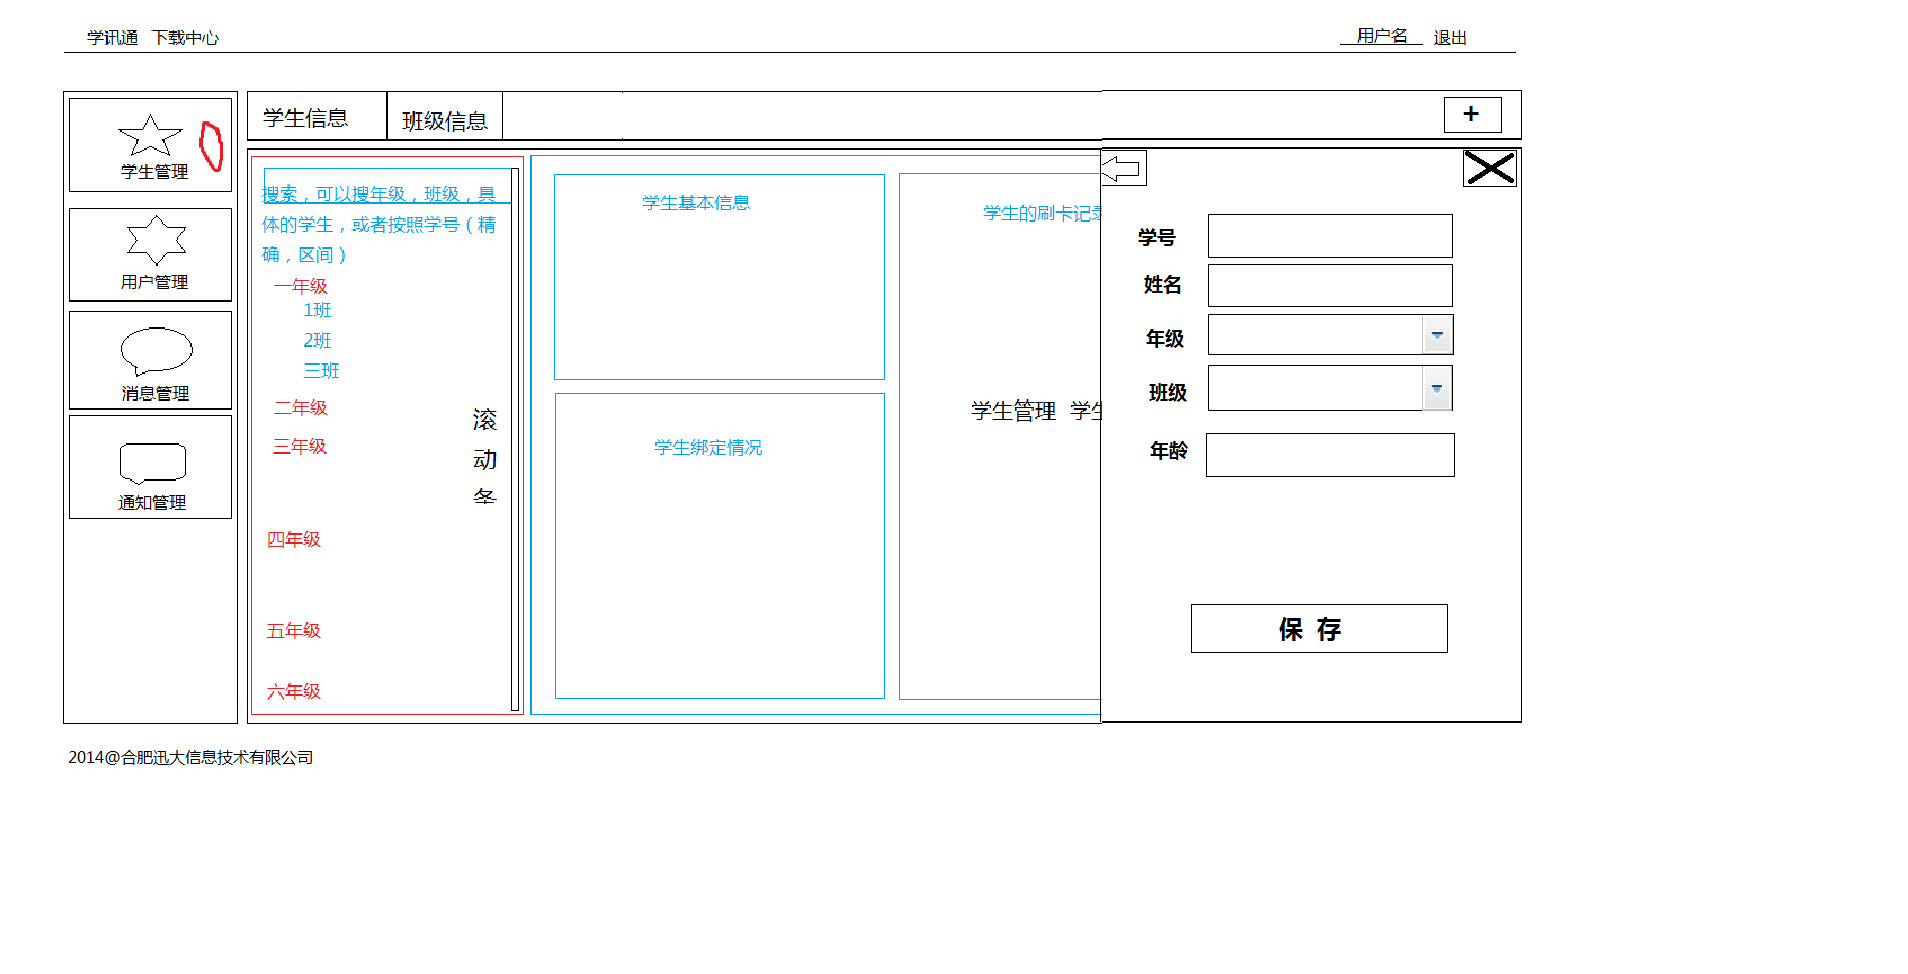 学讯通 下载中心
用户名 退出
学生管理
用户管理
消息管理
通知管理
学生信息
班级信息
+
搜索，可以搜年级，班级，具
体的学生，或者按照学号（精
确，区间）
一年级
1班
2班
三班
二年级
三年级
四年级
五年级
六年级
滚
动
条
学生基本信息
学生绑定情况
学生的刷卡记录
学生管理 学生
学号
姓名
年级
班级
年龄
保 存
2014@合肥迅大信息技术有限公司